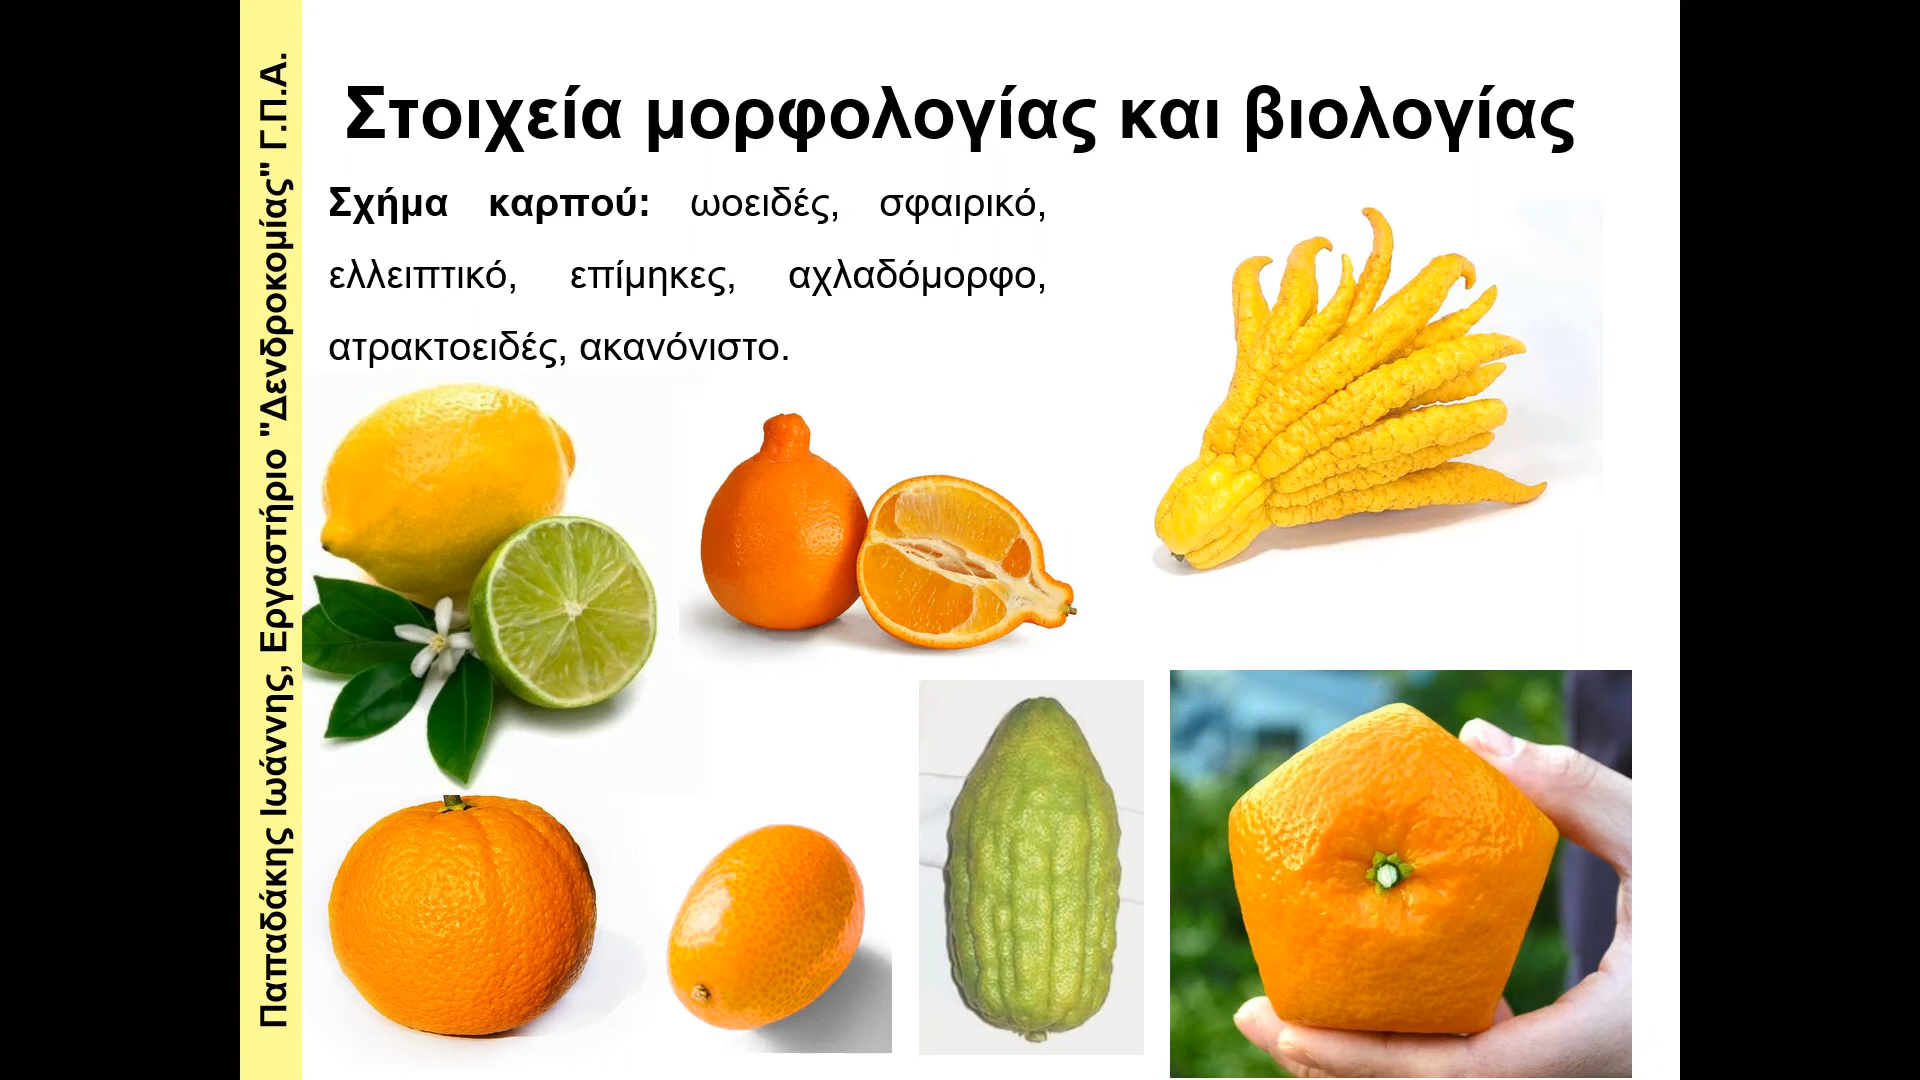 Στοιχεία μορφολογίας και βιολογίας
Σχήμα καρπού: ωοειδές, σφαιρικό,
ελλειπτικό, επίμηκες, αχλαδόμορφο,
ατρακτοειδές, ακανόνιστο.
Παπαδάκης Ιωάννης, Εργαστήριο "Δενδροκομίας" Γ.Π.Α.